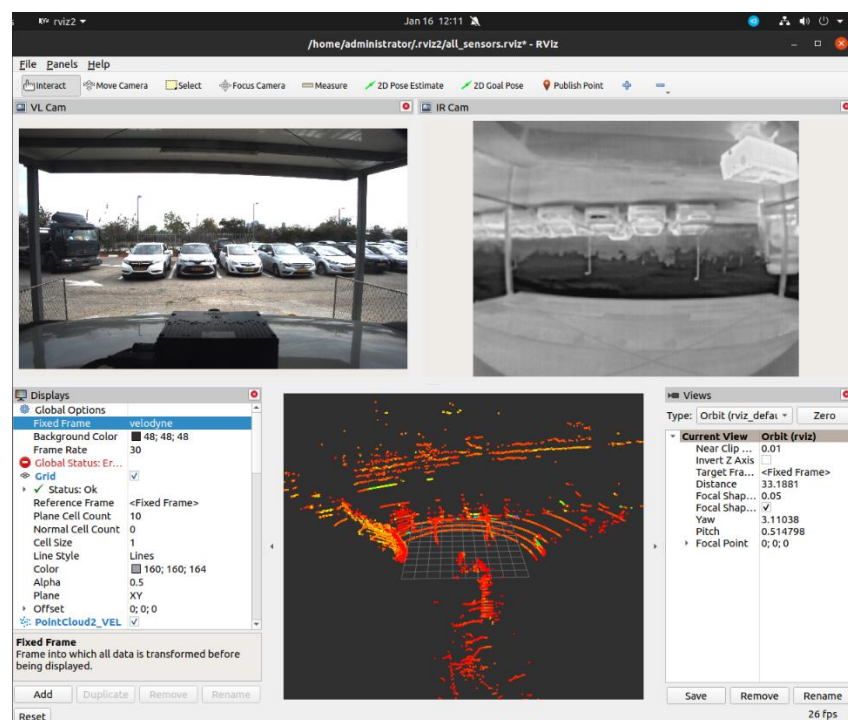 rviz2
Jan 16 12:11
/home/administrator/.rviz2/all_sensors.rviz* - RViz
File Panels Help
Interact Move Camera Select Focus Camera Measure 2D Pose Estimate 2D Goal Pose Publish Point
VL Cam
IR Cam
Displays
Global Options
Fixed Frame velodyne
Background Color 48; 48; 48
Frame Rate 30
Global Status: Er...
Grid
Status: Ok
Reference Frame <Fixed Frame>
Plane Cell Count 10
Normal Cell Count 0
Cell Size 1
Line Style Lines
Color 160; 160; 164
Alpha 0.5
Plane XY
Offset 0; 0; 0
PointCloud2_VEL
Fixed Frame
Frame into which all data is transformed before
being displayed.
Add Duplicate Remove Rename
Reset
Views
Type: Orbit (rviz_defau Zero
Current View Orbit (rviz)
Near Clip ... 0.01
Invert Z Axis
Target Fra... <Fixed Frame>
Distance 33.1881
Focal Shap... 0.05
Focal Shap...
Yaw 3.11038
Pitch 0.514798
Focal Point 0; 0; 0
Save Remove Rename
26 fps